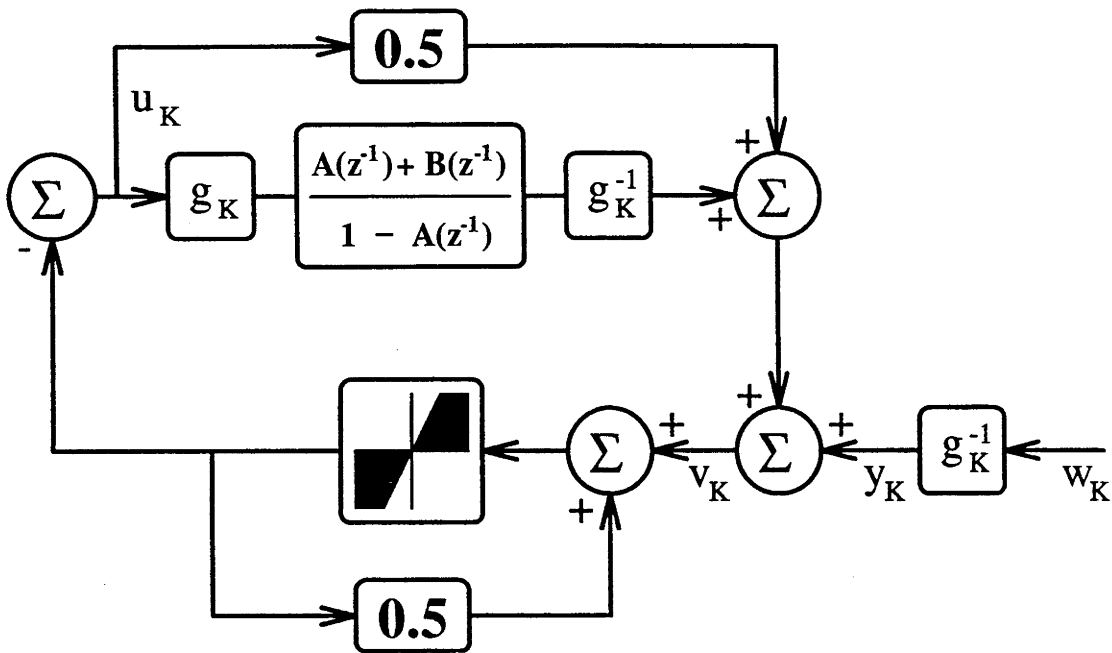 0.5
u_K
+
Σ
g_K
A(z⁻¹) + B(z⁻¹)
1 − A(z⁻¹)
g_K⁻¹
+
Σ
-
+
+
+
Σ
v_K
Σ
y_K
g_K⁻¹
w_K
+
0.5